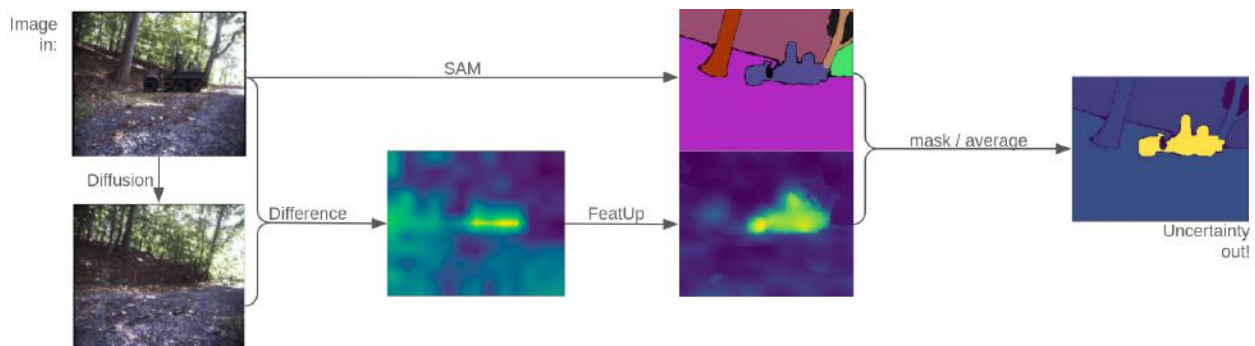 Image
in:
SAM
Diffusion
Difference
FeatUp
mask / average
Uncertainty
out!